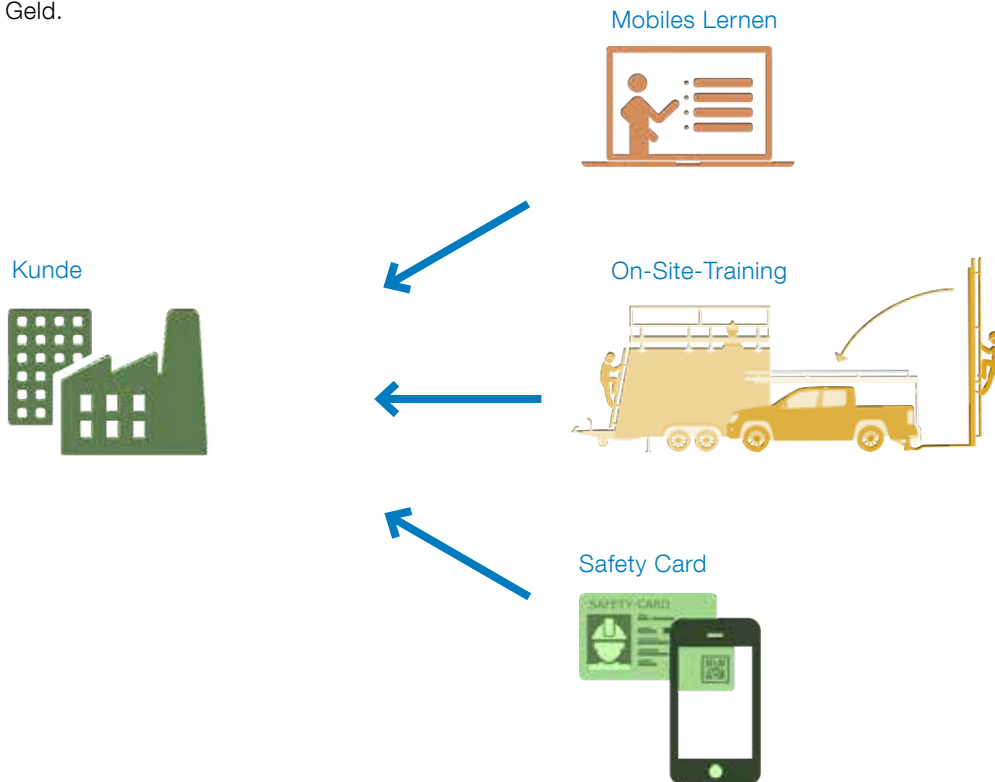 Geld.
Mobiles Lernen
Kunde
On-Site-Training
Safety Card
SAFETY-CARD